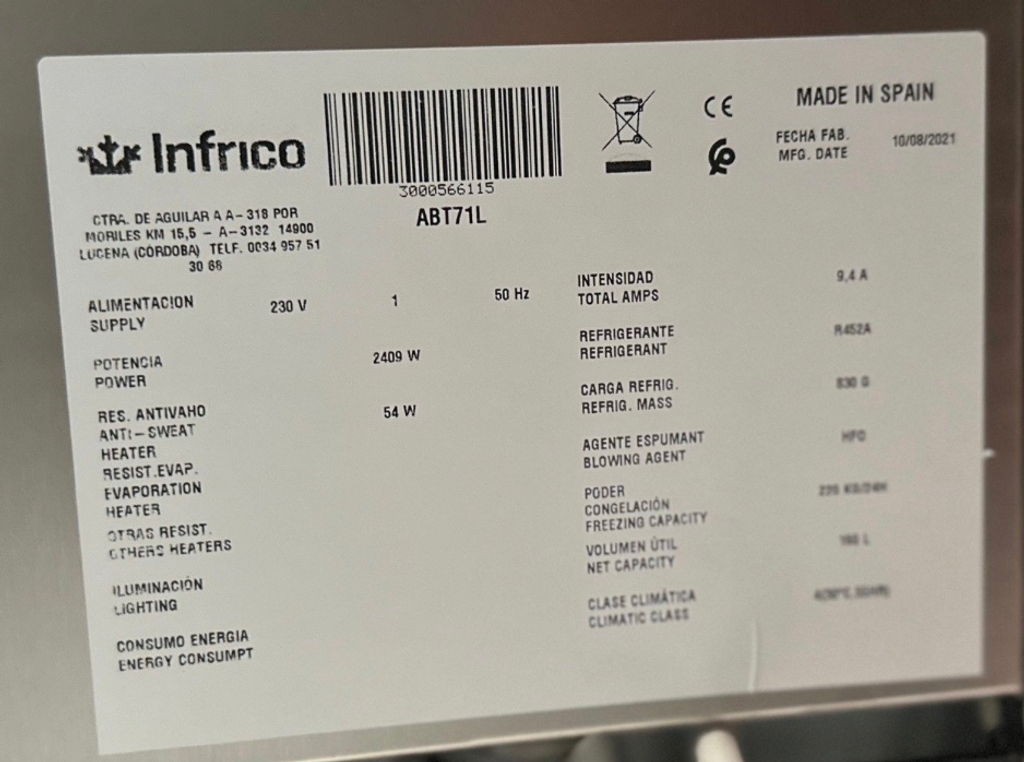 Infrico
3000566115
ABT71L
MADE IN SPAIN
FECHA FAB.
MFG. DATE
10/08/2021
CTRA. DE AGUILAR A A-318 POR
MORILES KM 15,5 - A-3132 14900
LUCENA (CÓRDOBA) TELF. 0034 957 51
30 68
ALIMENTACION
SUPPLY
230 V 1 50 Hz
POTENCIA
POWER
2409 W
RES. ANTIVAHO
ANTI-SWEAT
HEATER
54 W
RESIST.EVAP.
EVAPORATION
HEATER
OTRAS RESIST.
OTHERS HEATERS
ILUMINACIÓN
LIGHTING
CONSUMO ENERGIA
ENERGY CONSUMPT
INTENSIDAD
TOTAL AMPS
9,4 A
REFRIGERANTE
REFRIGERANT
R452A
CARGA REFRIG.
REFRIG. MASS
830 G
AGENTE ESPUMANT
BLOWING AGENT
HFO
PODER
CONGELACIÓN
FREEZING CAPACITY
VOLUMEN ÚTIL
NET CAPACITY
CLASE CLIMÁTICA
CLIMATIC CLASS